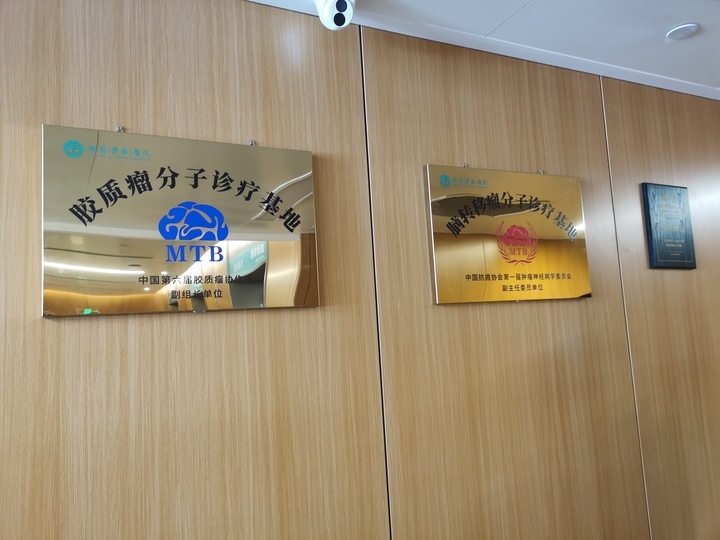 胶质瘤分子诊疗基地
MTB
中国第六届胶质瘤协作
副组长单位
脑转移瘤分子诊疗基地
MTB
中国抗癌协会第一届肿瘤神经病学委员会
副主任委员单位